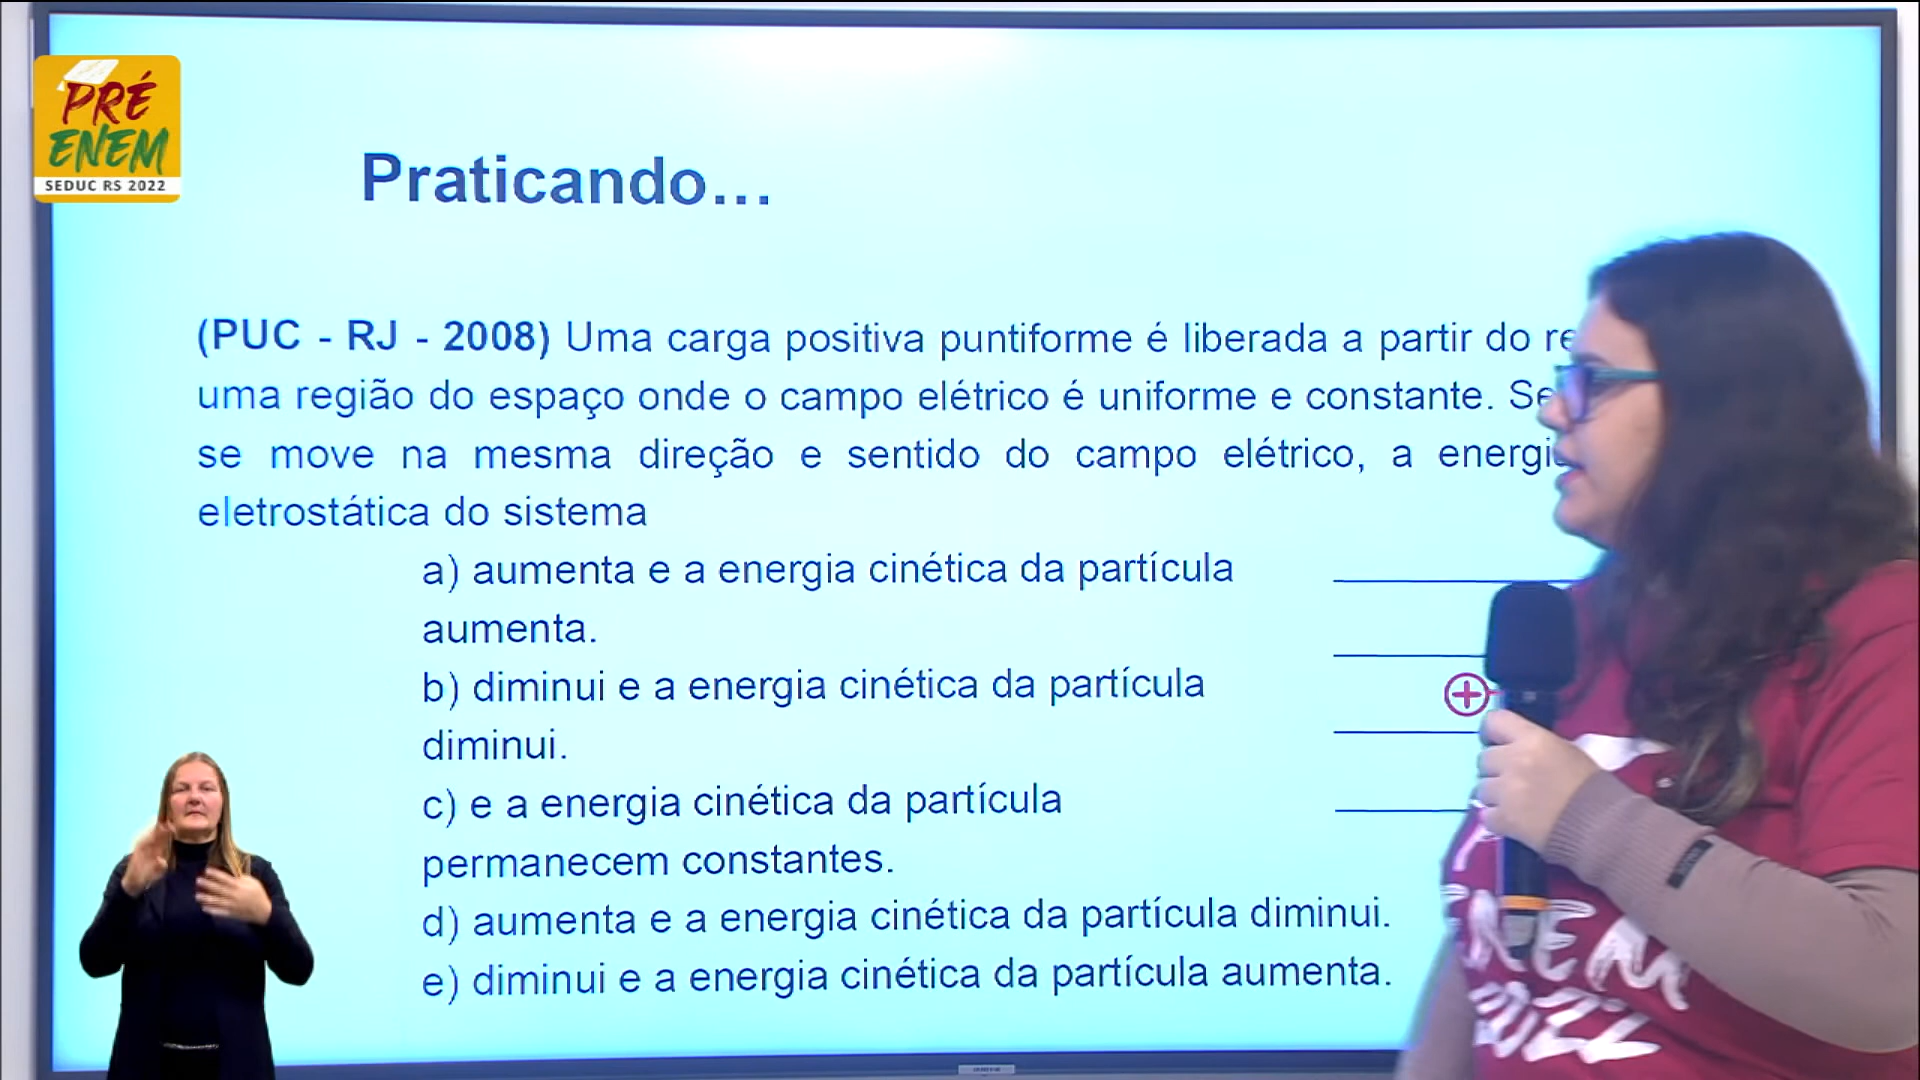 PRÉ
ENEM
SEDUC RS 2022
Praticando...
(PUC - RJ - 2008) Uma carga positiva puntiforme é liberada a partir do
uma região do espaço onde o campo elétrico é uniforme e constante.
se move na mesma direção e sentido do campo elétrico, a
eletrostática do sistema
a) aumenta e a energia cinética da partícula
aumenta.
b) diminui e a energia cinética da partícula
diminui.
c) e a energia cinética da partícula
permanecem constantes.
d) aumenta e a energia cinética da partícula diminui.
e) diminui e a energia cinética da partícula aumenta.
+